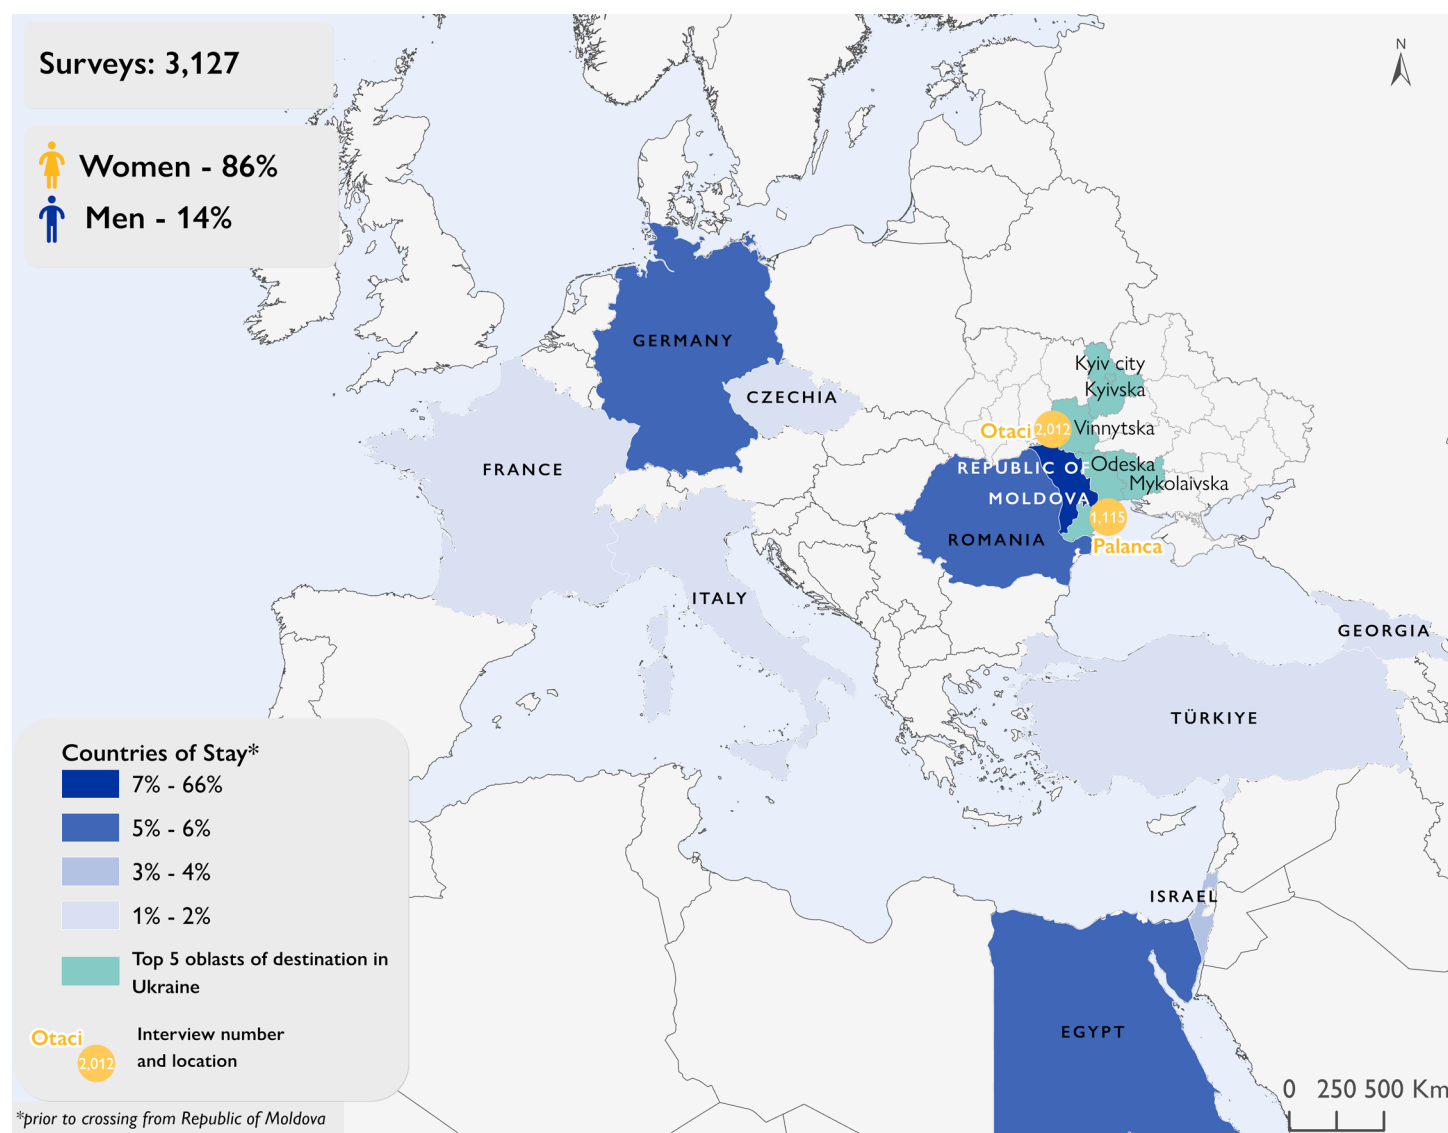 Surveys: 3,127
N
Women - 86%
Men - 14%
GERMANY
Kyiv city
Kyivska
CZECHIA
Otaci 2,012 Vinnytska
FRANCE
REPUBLIC OF
MOLDOVA
Odeska
Mykolaivska
1,115
Palanca
ROMANIA
ITALY
GEORGIA
TÜRKIYE
ISRAEL
EGYPT
Countries of Stay*
7% - 66%
5% - 6%
3% - 4%
1% - 2%
Top 5 oblasts of destination in
Ukraine
Otaci
2,012
Interview number
and location
*prior to crossing from Republic of Moldova
0 250 500 Km